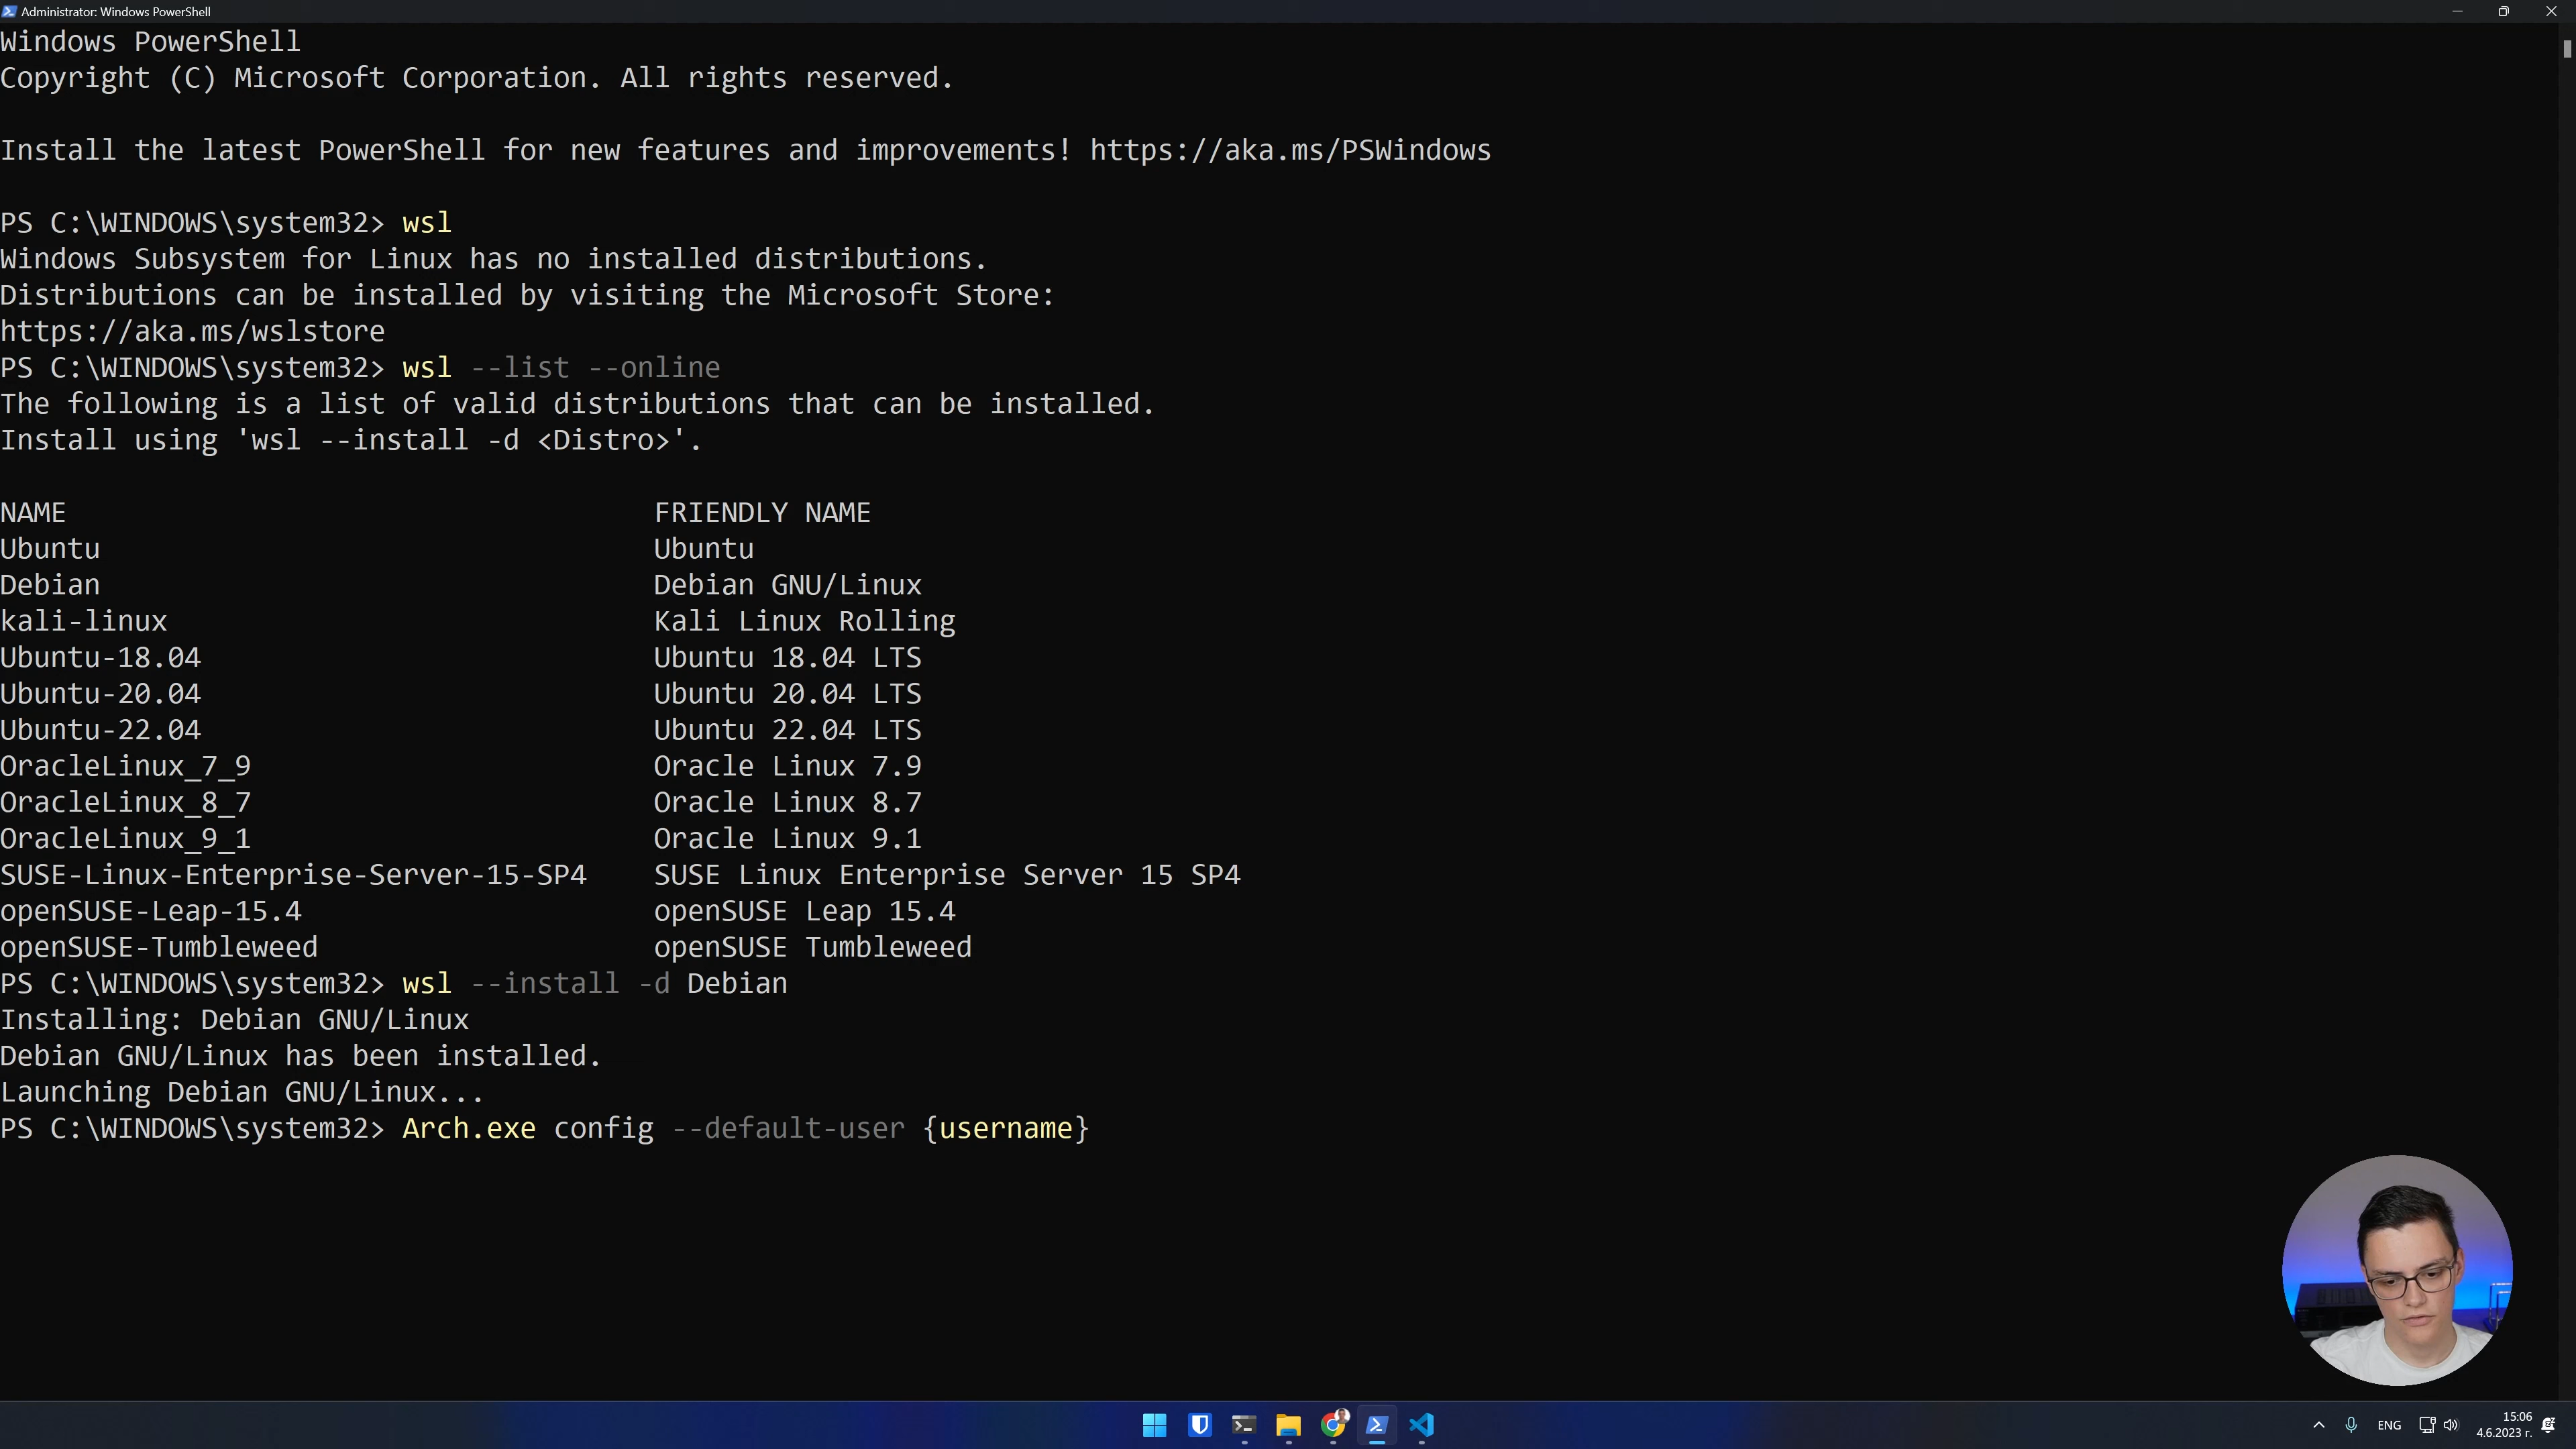 Administrator: Windows PowerShell
Windows PowerShell
Copyright (C) Microsoft Corporation. All rights reserved.
Install the latest PowerShell for new features and improvements! https://aka.ms/PSWindows
PS C:\WINDOWS\system32> wsl
Windows Subsystem for Linux has no installed distributions.
Distributions can be installed by visiting the Microsoft Store:
https://aka.ms/wslstore
PS C:\WINDOWS\system32> wsl --list --online
The following is a list of valid distributions that can be installed.
Install using 'wsl --install -d <Distro>'.
NAME FRIENDLY NAME
Ubuntu Ubuntu
Debian Debian GNU/Linux
kali-linux Kali Linux Rolling
Ubuntu-18.04 Ubuntu 18.04 LTS
Ubuntu-20.04 Ubuntu 20.04 LTS
Ubuntu-22.04 Ubuntu 22.04 LTS
OracleLinux_7_9 Oracle Linux 7.9
OracleLinux_8_7 Oracle Linux 8.7
OracleLinux_9_1 Oracle Linux 9.1
SUSE-Linux-Enterprise-Server-15-SP4 SUSE Linux Enterprise Server 15 SP4
openSUSE-Leap-15.4 openSUSE Leap 15.4
openSUSE-Tumbleweed openSUSE Tumbleweed
PS C:\WINDOWS\system32> wsl --install -d Debian
Installing: Debian GNU/Linux
Debian GNU/Linux has been installed.
Launching Debian GNU/Linux...
PS C:\WINDOWS\system32> Arch.exe config --default-user {username}
ENG
15:06
4.6.2023 г.